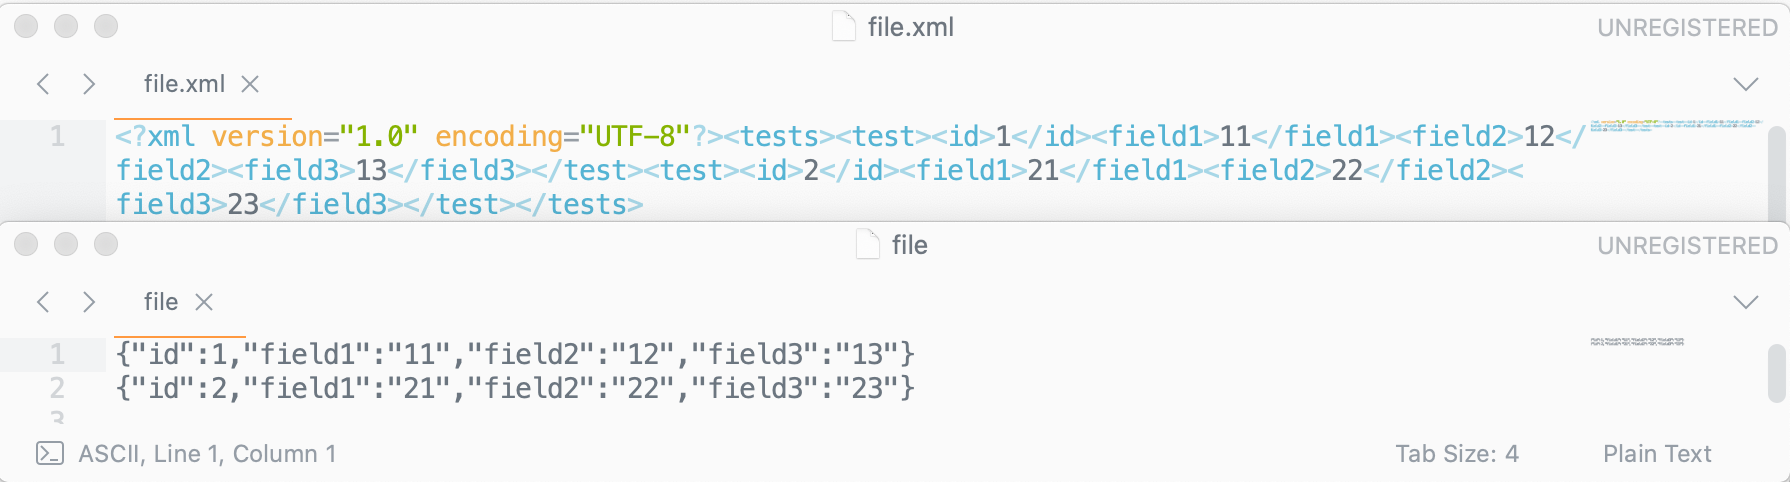 file.xml
UNREGISTERED
file.xml
1 <?xml version="1.0" encoding="UTF-8"?><tests><test><id>1</id><field1>11</field1><field2>12</
field2><field3>13</field3></test><test><id>2</id><field1>21</field1><field2>22</field2><
field3>23</field3></test></tests>
file
UNREGISTERED
file
1 {"id":1,"field1":"11","field2":"12","field3":"13"}
2 {"id":2,"field1":"21","field2":"22","field3":"23"}
3
ASCII, Line 1, Column 1
Tab Size: 4
Plain Text